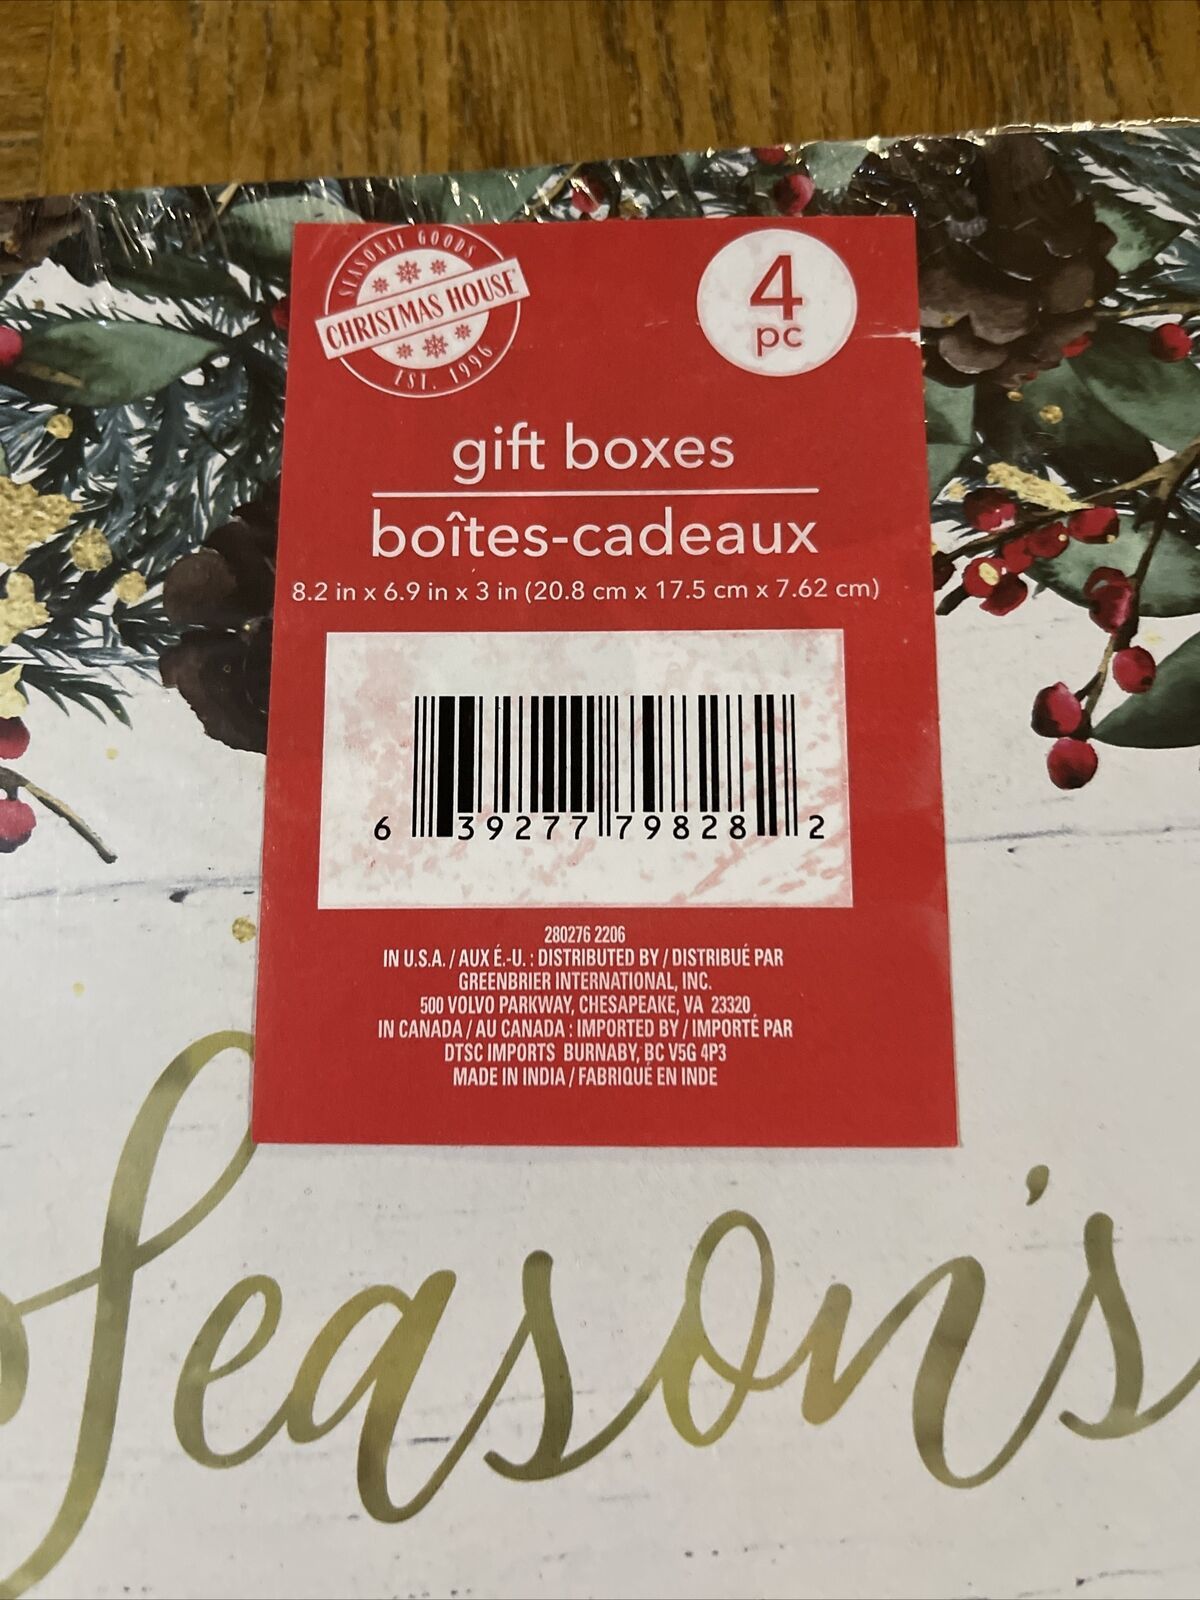 SEASONAL GOODS
CHRISTMAS HOUSE
EST. 1996
4
pc
gift boxes
boîtes-cadeaux
8.2 in x 6.9 in x 3 in (20.8 cm x 17.5 cm x 7.62 cm)
6 39277 79828 2
280276 2206
IN U.S.A. / AUX É.-U. : DISTRIBUTED BY / DISTRIBUÉ PAR
GREENBRIER INTERNATIONAL, INC.
500 VOLVO PARKWAY, CHESAPEAKE, VA 23320
IN CANADA / AU CANADA : IMPORTED BY / IMPORTÉ PAR
DTSC IMPORTS BURNABY, BC V5G 4P3
MADE IN INDIA / FABRIQUÉ EN INDE
Season's